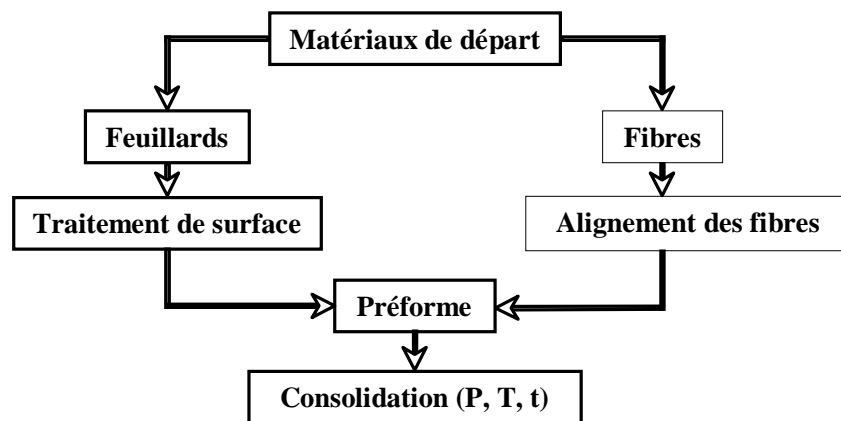 Matériaux de départ
Feuillards
Fibres
Traitement de surface
Alignement des fibres
Préforme
Consolidation (P, T, t)